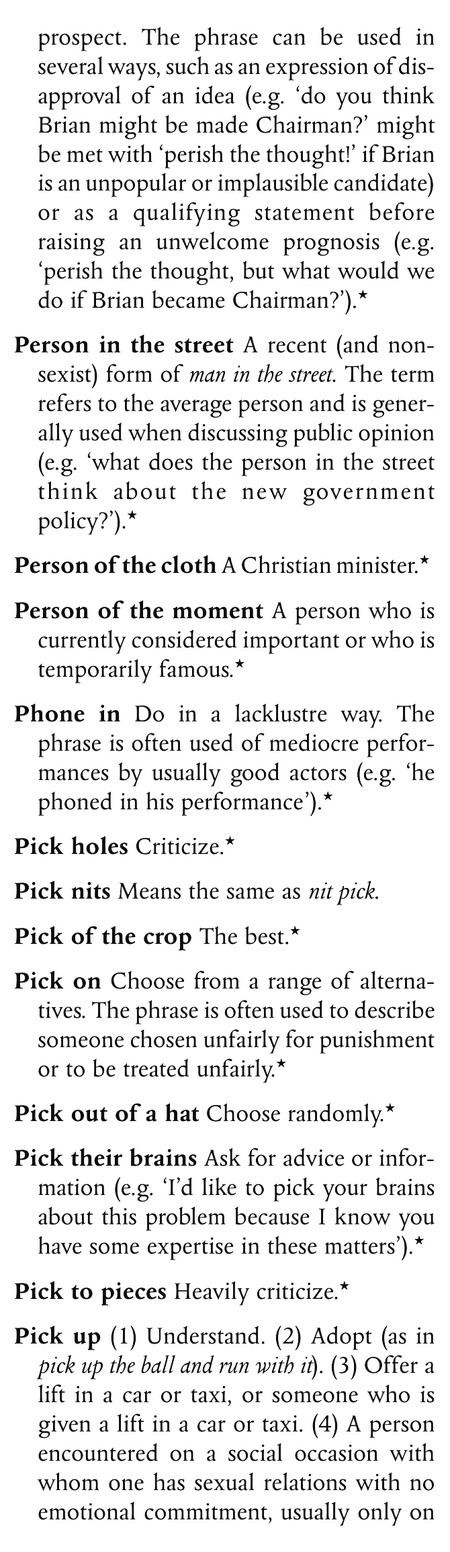 prospect. The phrase can be used in
several ways, such as an expression of dis-
approval of an idea (e.g. ‘do you think
Brian might be made Chairman?’ might
be met with ‘perish the thought!’ if Brian
is an unpopular or implausible candidate)
or as a qualifying statement before
raising an unwelcome prognosis (e.g.
‘perish the thought, but what would we
do if Brian became Chairman?’).★
Person in the street A recent (and non-
sexist) form of man in the street. The term
refers to the average person and is gener-
ally used when discussing public opinion
(e.g. ‘what does the person in the street
think about the new government
policy?’).★
Person of the cloth A Christian minister.★
Person of the moment A person who is
currently considered important or who is
temporarily famous.★
Phone in Do in a lacklustre way. The
phrase is often used of mediocre perfor-
mances by usually good actors (e.g. ‘he
phoned in his performance’).★
Pick holes Criticize.★
Pick nits Means the same as nit pick.
Pick of the crop The best.★
Pick on Choose from a range of alterna-
tives. The phrase is often used to describe
someone chosen unfairly for punishment
or to be treated unfairly.★
Pick out of a hat Choose randomly.★
Pick their brains Ask for advice or infor-
mation (e.g. ‘I’d like to pick your brains
about this problem because I know you
have some expertise in these matters’).★
Pick to pieces Heavily criticize.★
Pick up (1) Understand. (2) Adopt (as in
pick up the ball and run with it). (3) Offer a
lift in a car or taxi, or someone who is
given a lift in a car or taxi. (4) A person
encountered on a social occasion with
whom one has sexual relations with no
emotional commitment, usually only on